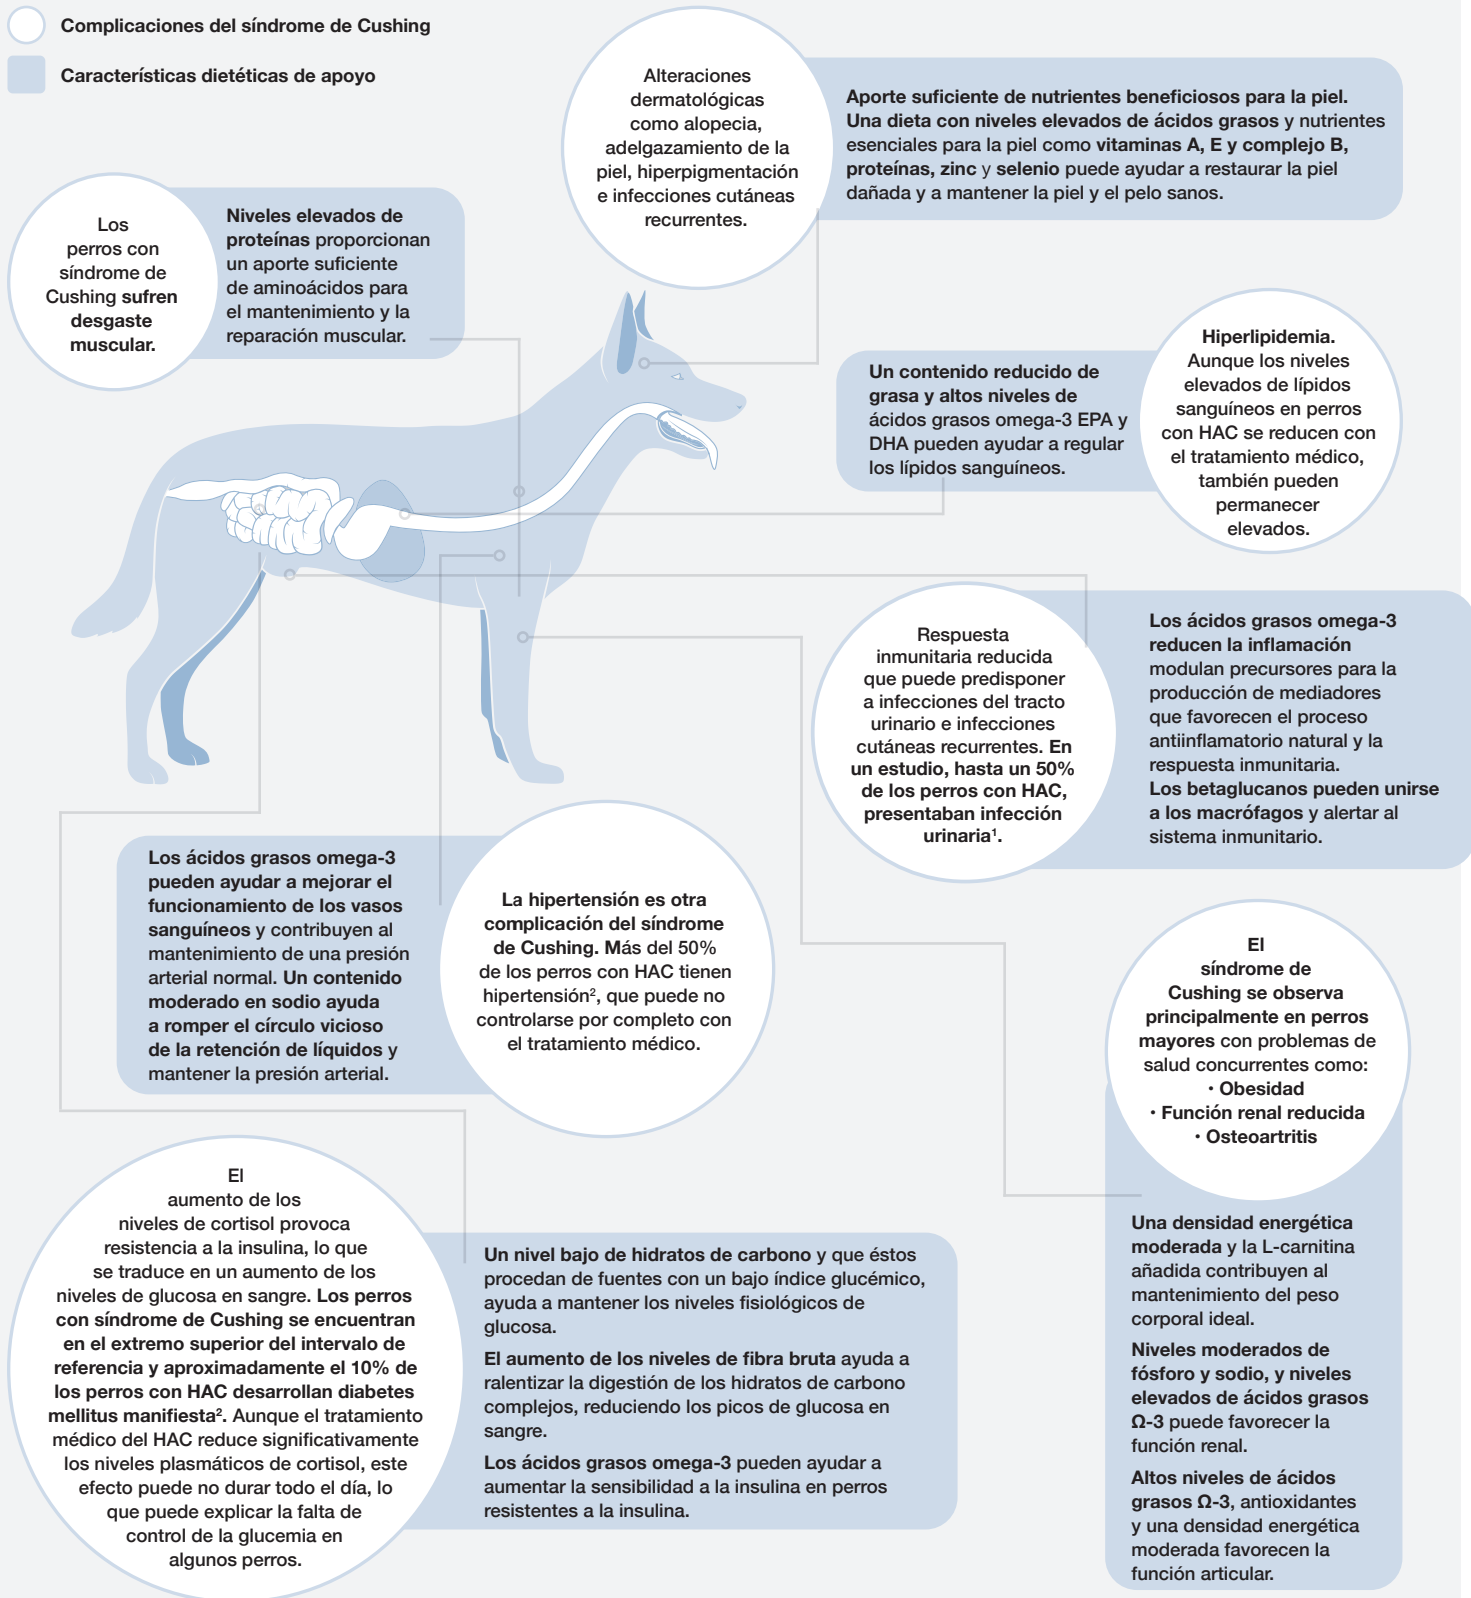 Complicaciones del síndrome de Cushing
Características dietéticas de apoyo
Alteraciones
dermatológicas
como alopecia,
adelgazamiento de la
piel, hiperpigmentación
e infecciones cutáneas
recurrentes.
Aporte suficiente de nutrientes beneficiosos para la piel.
Una dieta con niveles elevados de ácidos grasos y nutrientes
esenciales para la piel como vitaminas A, E y complejo B,
proteínas, zinc y selenio puede ayudar a restaurar la piel
dañada y a mantener la piel y el pelo sanos.
Los
perros con
síndrome de
Cushing sufren
desgaste
muscular.
Niveles elevados de
proteínas proporcionan
un aporte suficiente
de aminoácidos para
el mantenimiento y la
reparación muscular.
Un contenido reducido de
grasa y altos niveles de
ácidos grasos omega-3 EPA y
DHA pueden ayudar a regular
los lípidos sanguíneos.
Hiperlipidemia.
Aunque los niveles
elevados de lípidos
sanguíneos en perros
con HAC se reducen con
el tratamiento médico,
también pueden
permanecer
elevados.
Respuesta
inmunitaria reducida
que puede predisponer
a infecciones del tracto
urinario e infecciones
cutáneas recurrentes. En
un estudio, hasta un 50%
de los perros con HAC,
presentaban infección
urinaria¹.
Los ácidos grasos omega-3
reducen la inflamación
modulan precursores para la
producción de mediadores
que favorecen el proceso
antiinflamatorio natural y la
respuesta inmunitaria.
Los betaglucanos pueden unirse
a los macrófagos y alertar al
sistema inmunitario.
Los ácidos grasos omega-3
pueden ayudar a mejorar el
funcionamiento de los vasos
sanguíneos y contribuyen al
mantenimiento de una presión
arterial normal. Un contenido
moderado en sodio ayuda
a romper el círculo vicioso
de la retención de líquidos y
mantener la presión arterial.
La hipertensión es otra
complicación del síndrome
de Cushing. Más del 50%
de los perros con HAC tienen
hipertensión², que puede no
controlarse por completo con
el tratamiento médico.
El
síndrome de
Cushing se observa
principalmente en perros
mayores con problemas de
salud concurrentes como:
• Obesidad
• Función renal reducida
• Osteoartritis
Una densidad energética
moderada y la L-carnitina
añadida contribuyen al
mantenimiento del peso
corporal ideal.
Niveles moderados de
fósforo y sodio, y niveles
elevados de ácidos grasos
Ω-3 puede favorecer la
función renal.
Altos niveles de ácidos
grasos Ω-3, antioxidantes
y una densidad energética
moderada favorecen la
función articular.
El
aumento de los
niveles de cortisol provoca
resistencia a la insulina, lo que
se traduce en un aumento de los
niveles de glucosa en sangre. Los perros
con síndrome de Cushing se encuentran
en el extremo superior del intervalo de
referencia y aproximadamente el 10% de
los perros con HAC desarrollan diabetes
mellitus manifiesta². Aunque el tratamiento
médico del HAC reduce significativamente
los niveles plasmáticos de cortisol, este
efecto puede no durar todo el día, lo
que puede explicar la falta de
control de la glucemia en
algunos perros.
Un nivel bajo de hidratos de carbono y que éstos
procedan de fuentes con un bajo índice glucémico,
ayuda a mantener los niveles fisiológicos de
glucosa.
El aumento de los niveles de fibra bruta ayuda a
ralentizar la digestión de los hidratos de carbono
complejos, reduciendo los picos de glucosa en
sangre.
Los ácidos grasos omega-3 pueden ayudar a
aumentar la sensibilidad a la insulina en perros
resistentes a la insulina.